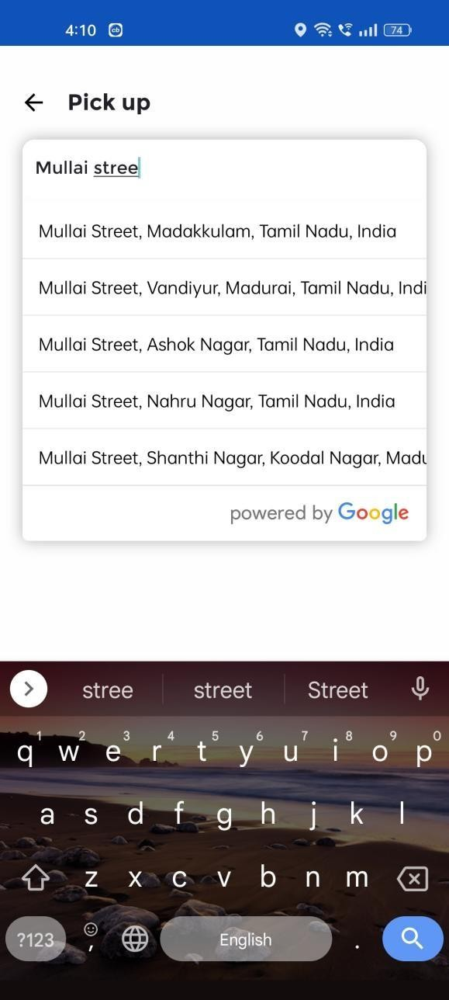 4:10 cb 74
Pick up
Mullai stree
Mullai Street, Madakkulam, Tamil Nadu, India
Mullai Street, Vandiyur, Madurai, Tamil Nadu, Indi
Mullai Street, Ashok Nagar, Tamil Nadu, India
Mullai Street, Nahru Nagar, Tamil Nadu, India
Mullai Street, Shanthi Nagar, Koodal Nagar, Madu
powered by Google
stree street Street
1 2 3 4 5 6 7 8 9 0
q w e r t y u i o p
a s d f g h j k l
z x c v b n m
?123 , English .